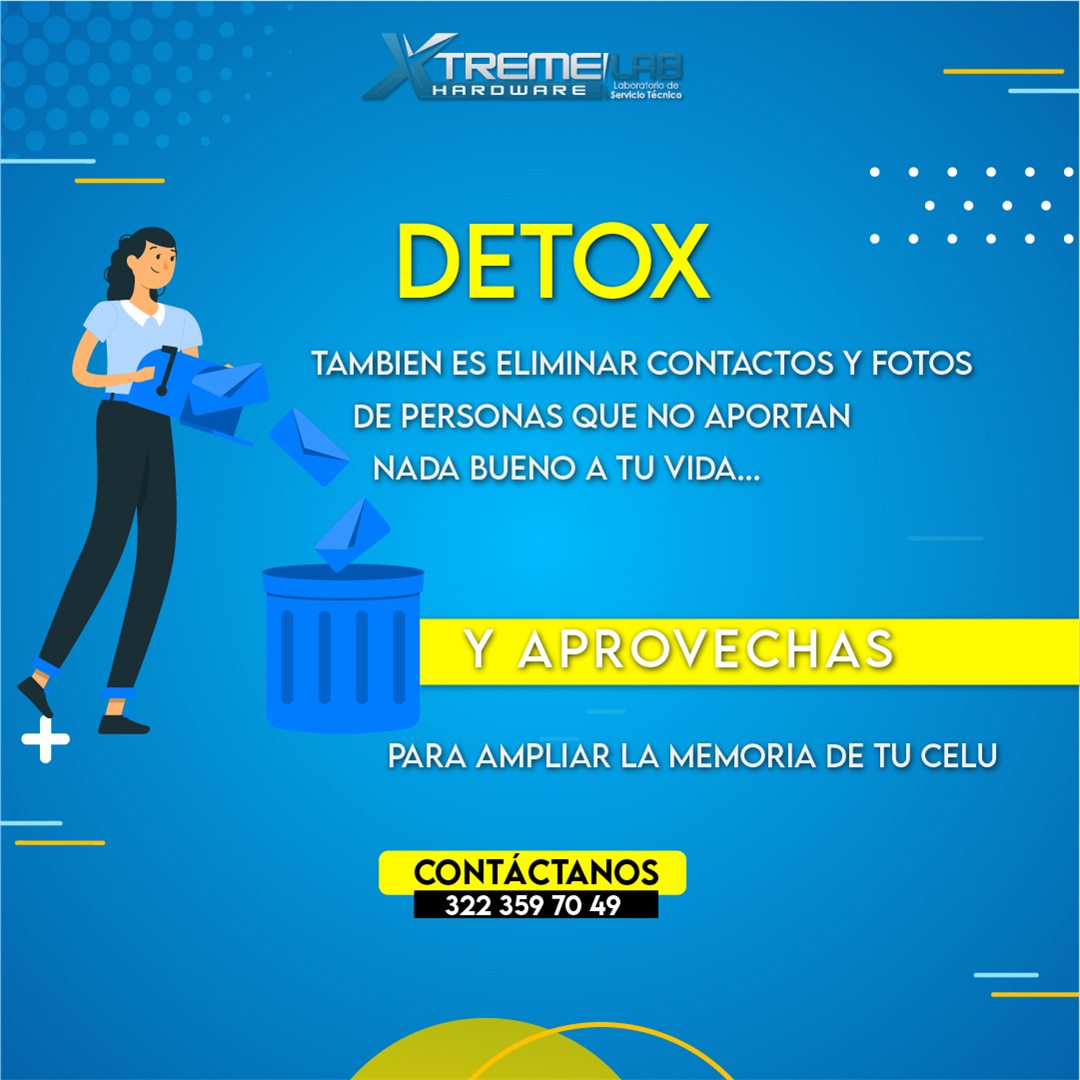 XTREME LAB
HARDWARE
Laboratorio de
Servicio Técnico
DETOX
TAMBIEN ES ELIMINAR CONTACTOS Y FOTOS
DE PERSONAS QUE NO APORTAN
NADA BUENO A TU VIDA...
Y APROVECHAS
PARA AMPLIAR LA MEMORIA DE TU CELU
CONTÁCTANOS
322 359 70 49